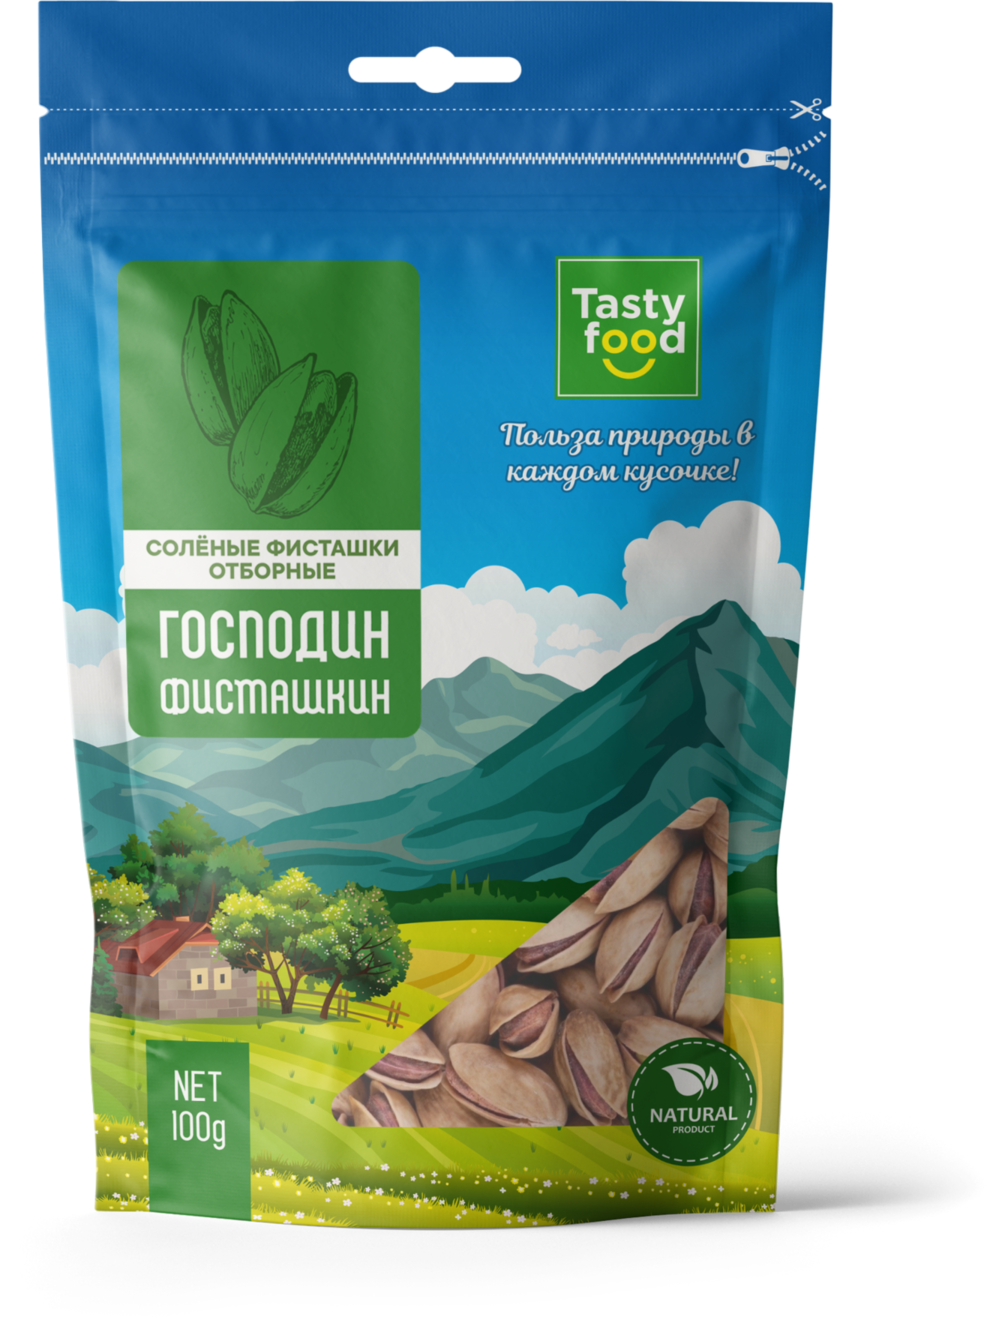 Tasty
food
Польза природы в
каждом кусочке!
СОЛЁНЫЕ ФИСТАШКИ
ОТБОРНЫЕ
ГОСПОДИН
ФИСТАШКИН
NET
100g
NATURAL
PRODUCT